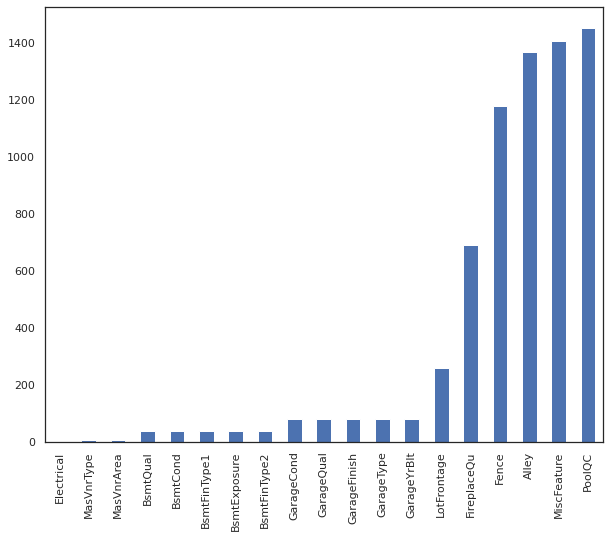 1400
1200
1000
800
600
400
200
0
Electrical
MasVnrType
MasVnrArea
BsmtQual
BsmtCond
BsmtFinType1
BsmtExposure
BsmtFinType2
GarageCond
GarageQual
GarageFinish
GarageType
GarageYrBlt
LotFrontage
FireplaceQu
Fence
Alley
MiscFeature
PoolQC